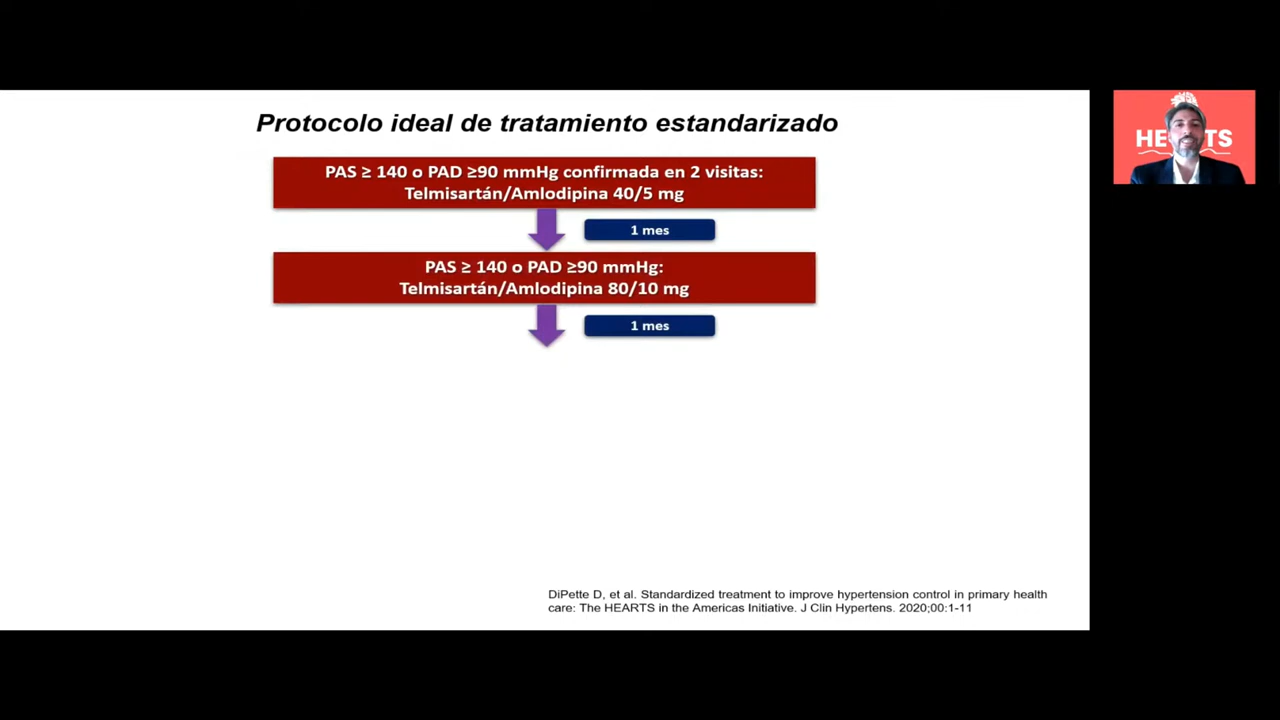 Protocolo ideal de tratamiento estandarizado
PAS ≥ 140 o PAD ≥90 mmHg confirmada en 2 visitas:
Telmisartán/Amlodipina 40/5 mg
1 mes
PAS ≥ 140 o PAD ≥90 mmHg:
Telmisartán/Amlodipina 80/10 mg
1 mes
DiPette D, et al. Standardized treatment to improve hypertension control in primary health
care: The HEARTS in the Americas Initiative. J Clin Hypertens. 2020;00:1-11